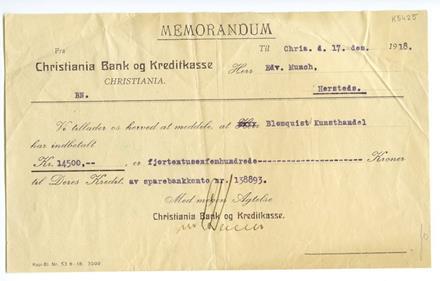 K5425
MEMORANDUM
Fra
Til Chria. d. 17. des. 1918.
Christiania Bank og Kreditkasse
Herr Edv. Munch,
CHRISTIANIA.
BN.
Hersteds.
Vi tillader os herved at meddele, at Blomquist Kunsthandel
har indbetalt
Kr. 14500.--, er fjortentusenfemhundrede-------------------- Kroner
til Deres Kredit. av sparebankkonto nr. 138893.
Med megen Agtelse
Christiania Bank og Kreditkasse.